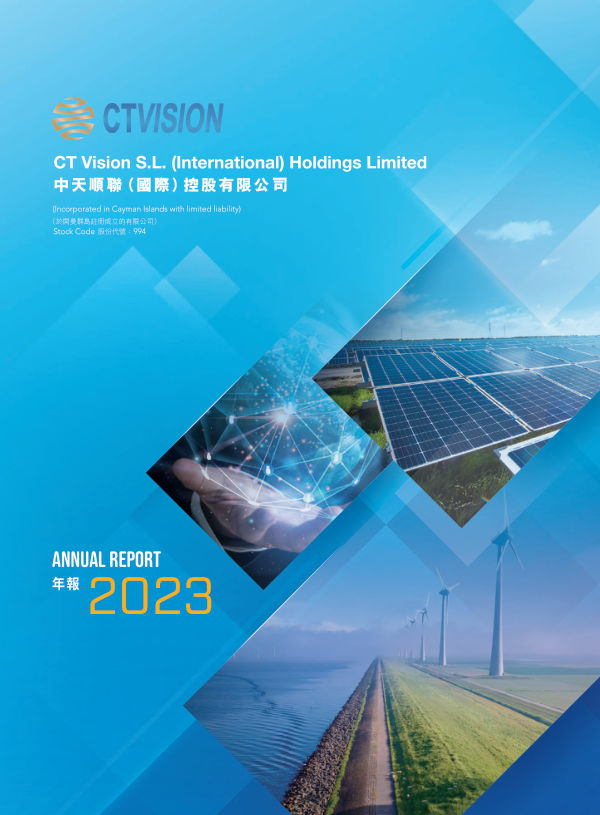 CTVISION
CT Vision S.L. (International) Holdings Limited
中天順聯（國際）控股有限公司
(Incorporated in Cayman Islands with limited liability)
（於開曼群島註冊成立的有限公司）
Stock Code 股份代號：994
ANNUAL REPORT
年報 2023